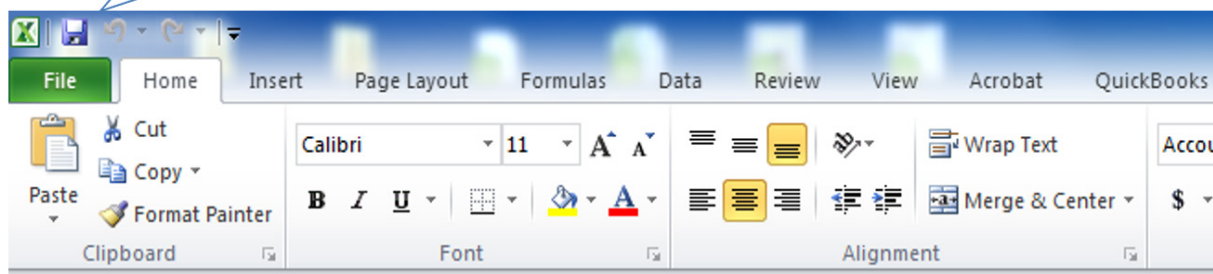 File Home Insert Page Layout Formulas Data Review View Acrobat QuickBooks
Cut
Calibri 11 A A Wrap Text Accou
Copy
Paste
B I U A Merge & Center $
Format Painter
Clipboard Font Alignment